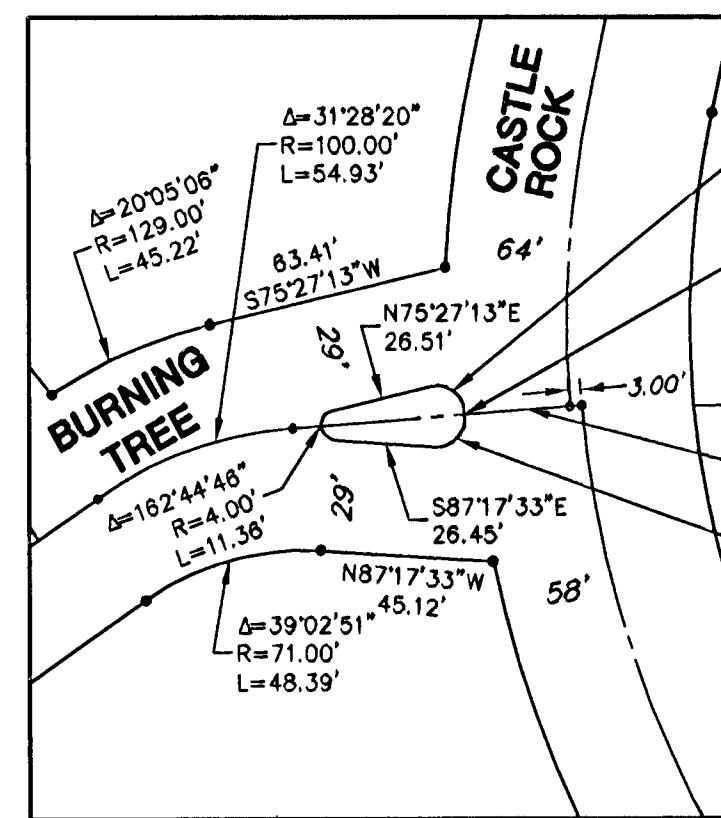 Δ=31°28'20"
R=100.00'
L=54.93'
CASTLE
ROCK
Δ=20°05'06"
R=129.00'
L=45.22'
63.41'
S75°27'13"W
64'
N75°27'13"E
26.51'
29'
3.00'
BURNING
TREE
Δ=162°44'46"
R=4.00'
L=11.36'
29'
S87°17'33"E
26.45'
N87°17'33"W
45.12'
58'
Δ=39°02'51"
R=71.00'
L=48.39'